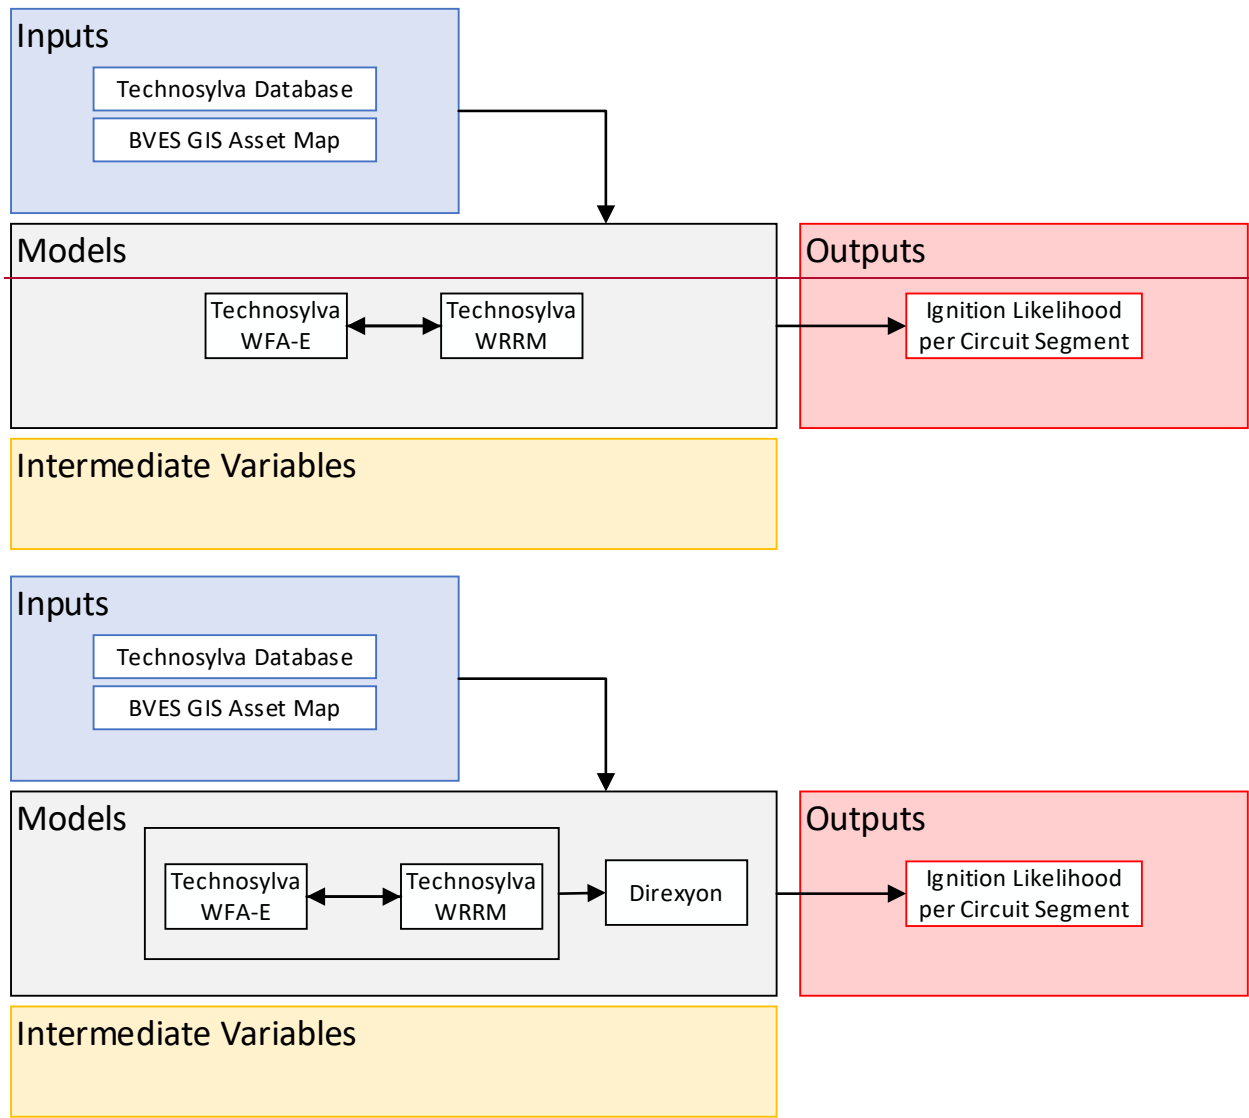 Inputs
Technosylva Database
BVES GIS Asset Map
Models
Technosylva
WFA-E
Technosylva
WRRM
Outputs
Ignition Likelihood
per Circuit Segment
Intermediate Variables
Inputs
Technosylva Database
BVES GIS Asset Map
Models
Technosylva
WFA-E
Technosylva
WRRM
Direxyon
Outputs
Ignition Likelihood
per Circuit Segment
Intermediate Variables